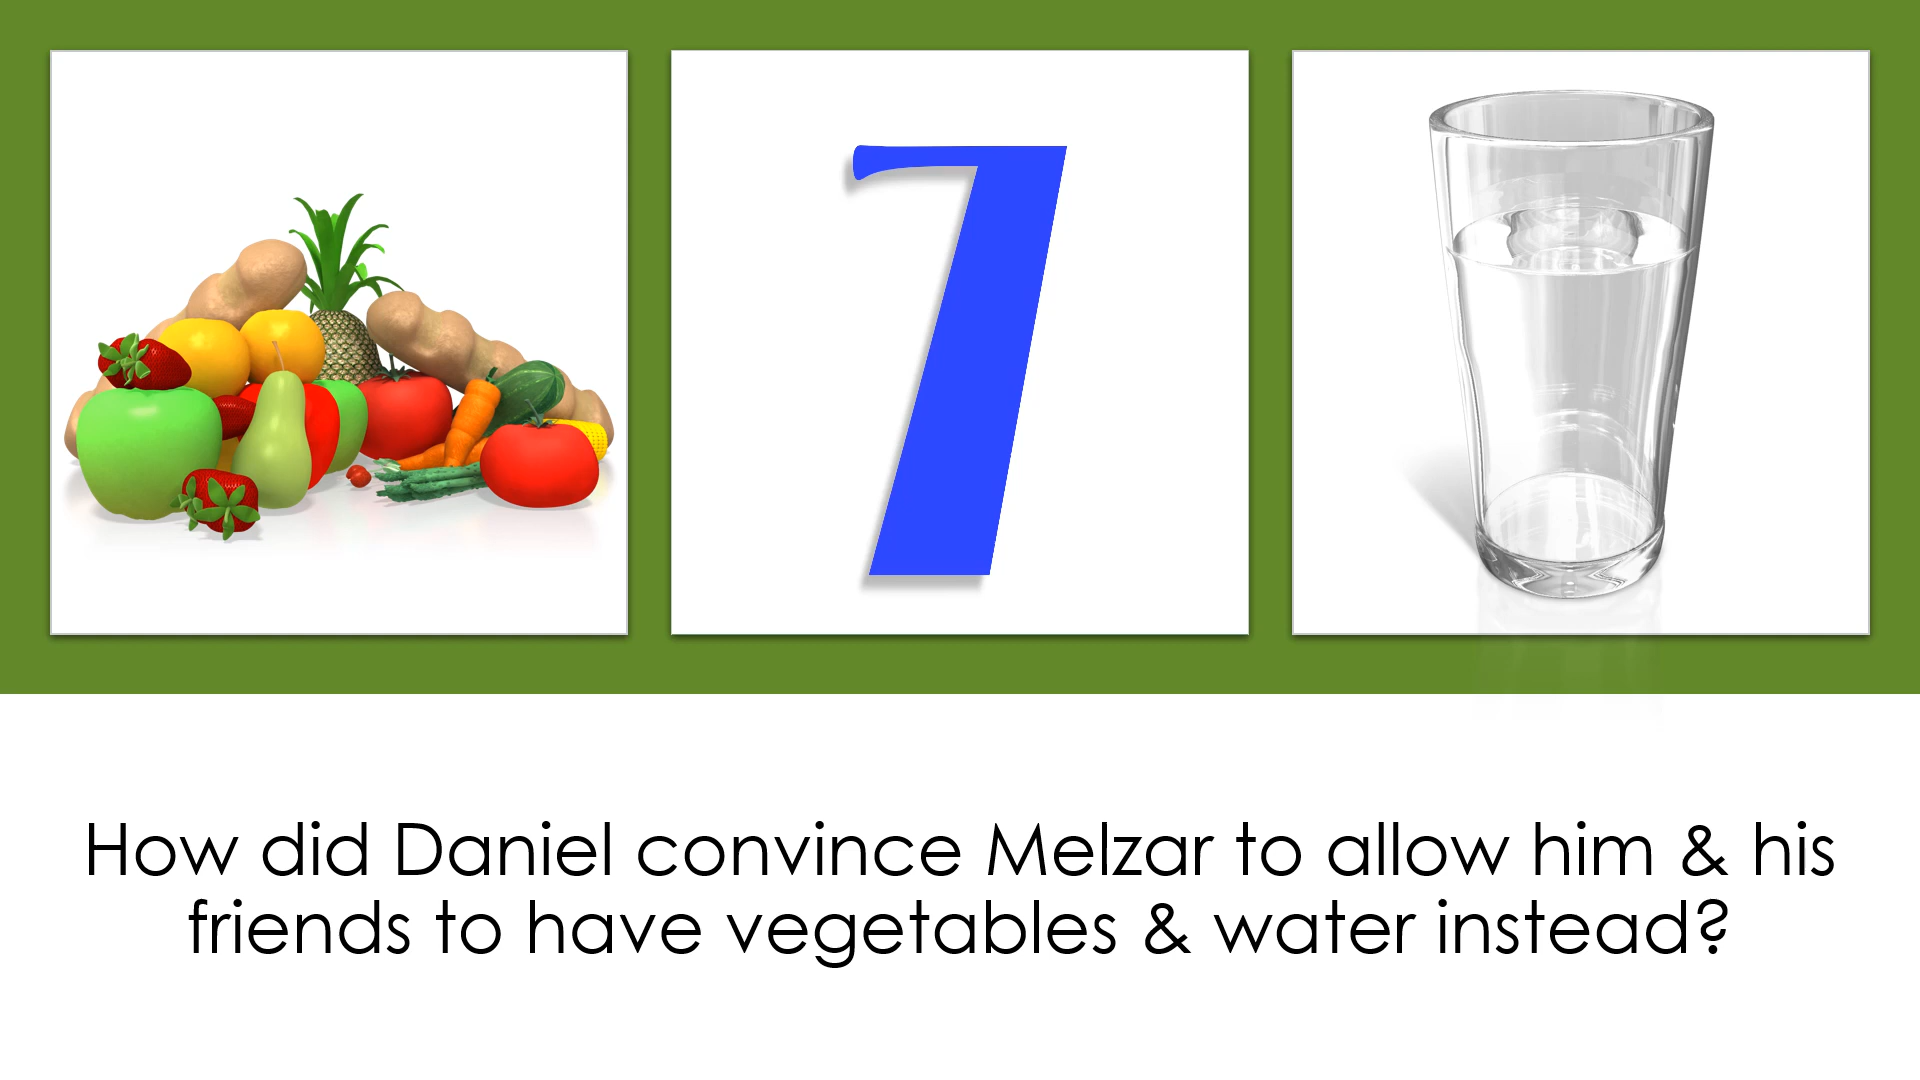 7
How did Daniel convince Melzar to allow him & his
friends to have vegetables & water instead?